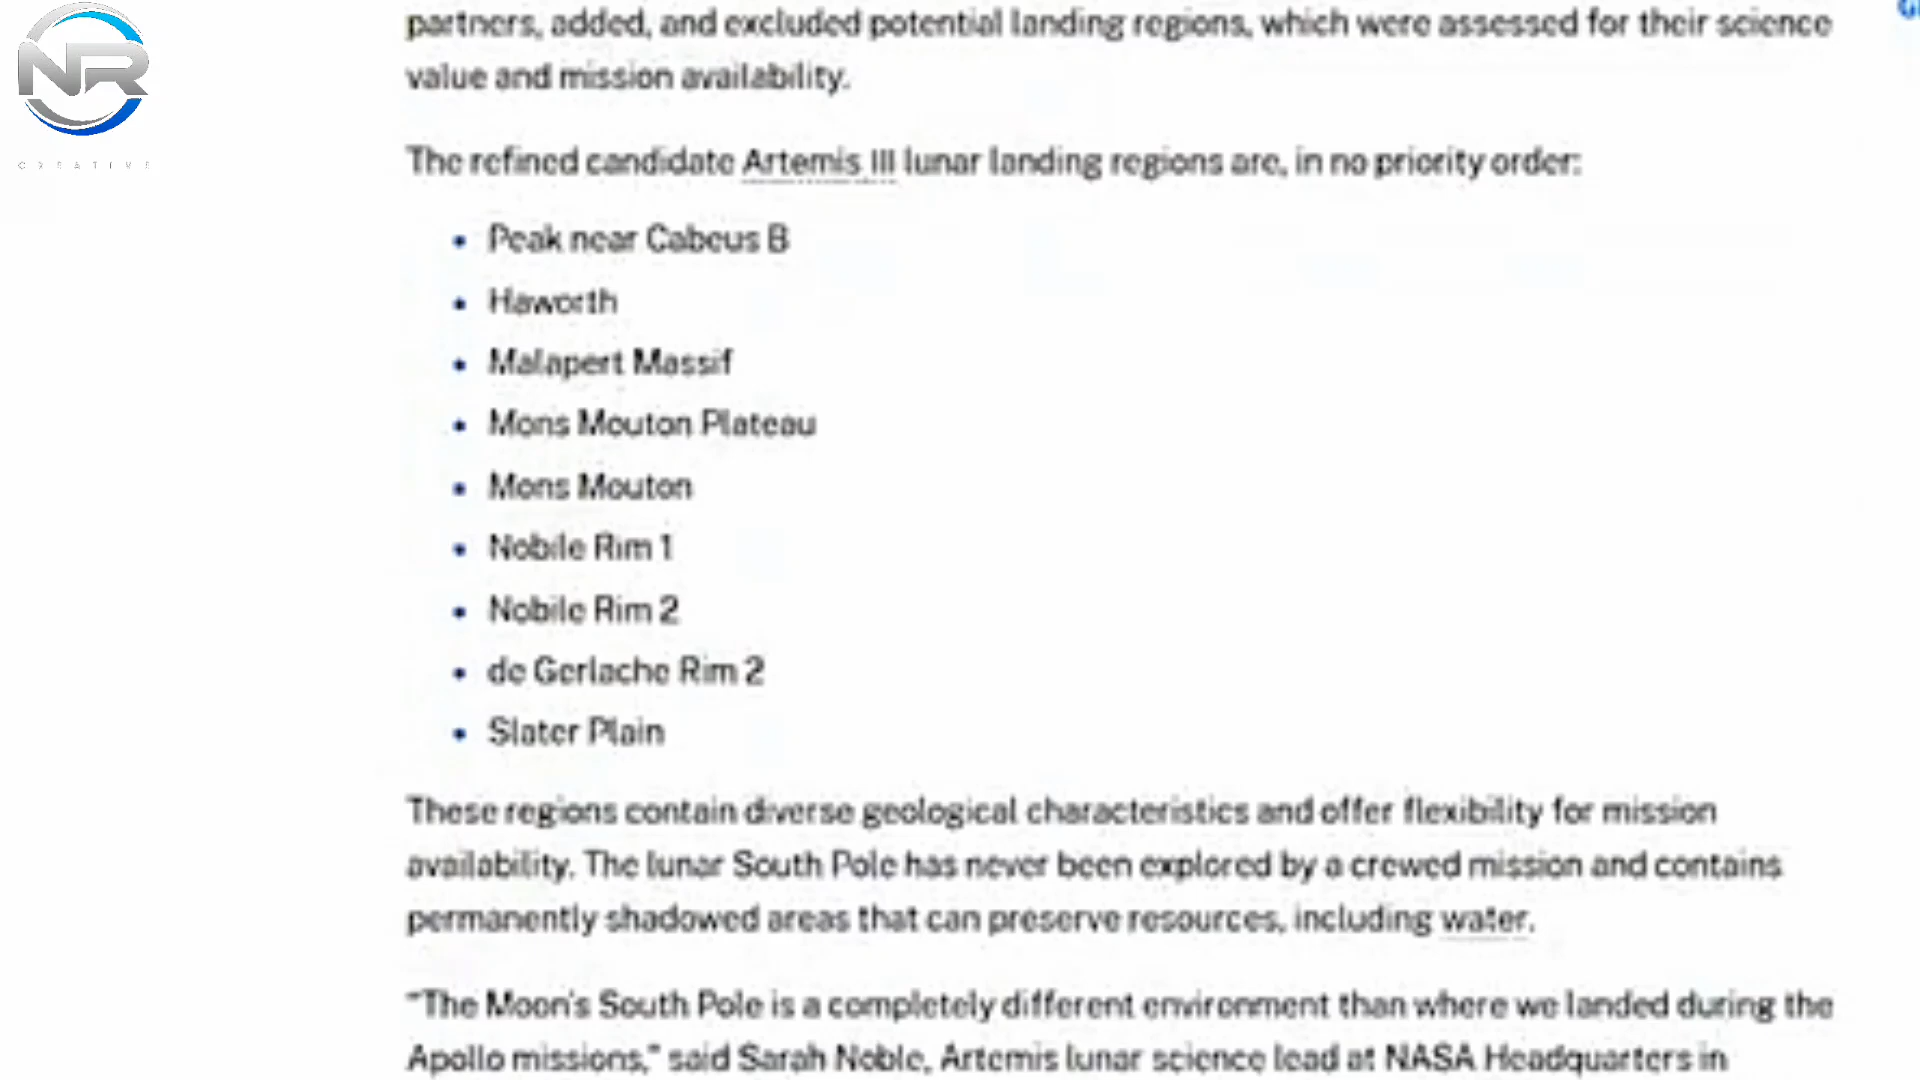 NR
CREATIVE
partners, added, and excluded potential landing regions, which were assessed for their science
value and mission availability.
The refined candidate Artemis III lunar landing regions are, in no priority order:
• Peak near Cabeus B
• Haworth
• Malapert Massif
• Mons Mouton Plateau
• Mons Mouton
• Nobile Rim 1
• Nobile Rim 2
• de Gerlache Rim 2
• Slater Plain
These regions contain diverse geological characteristics and offer flexibility for mission
availability. The lunar South Pole has never been explored by a crewed mission and contains
permanently shadowed areas that can preserve resources, including water.
“The Moon's South Pole is a completely different environment than where we landed during the
Apollo missions,” said Sarah Noble, Artemis lunar science lead at NASA Headquarters in